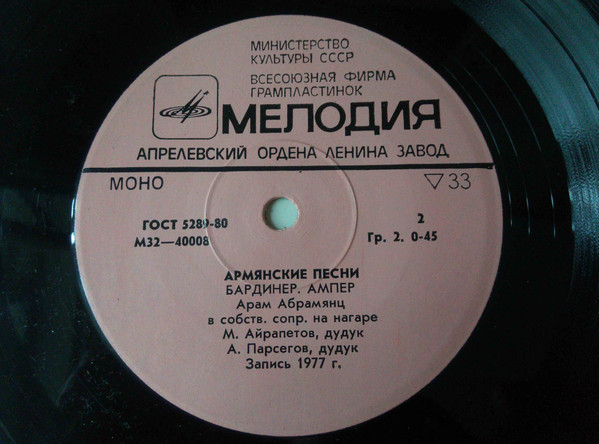 МИНИСТЕРСТВО
КУЛЬТУРЫ СССР
ВСЕСОЮЗНАЯ ФИРМА
ГРАМПЛАСТИНОК
МЕЛОДИЯ
АПРЕЛЕВСКИЙ ОРДЕНА ЛЕНИНА ЗАВОД
МОНО ▽33
ГОСТ 5289-80 2
М32—40008 Гр. 2. 0-45
АРМЯНСКИЕ ПЕСНИ
БАРДИНЕР. АМПЕР
Арам Абрамянц
в собств. сопр. на нагаре
М. Айрапетов, дудук
А. Парсегов, дудук
Запись 1977 г.